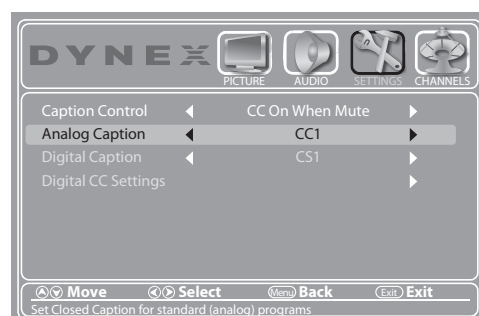 DYNEX
PICTURE AUDIO SETTINGS CHANNELS
Caption Control CC On When Mute
Analog Caption CC1
Digital Caption CS1
Digital CC Settings
Move Select Menu Back Exit Exit
Set Closed Caption for standard (analog) programs